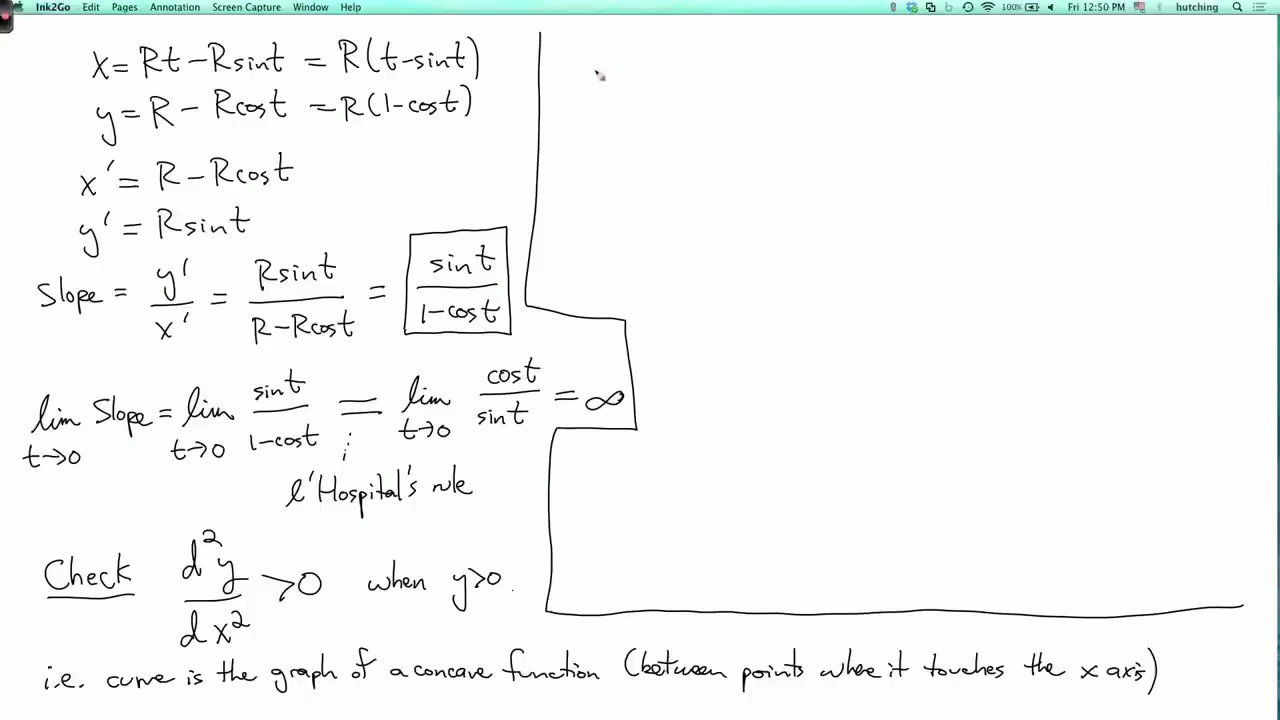 Ink2Go Edit Pages Annotation Screen Capture Window Help 100% Fri 12:50 PM hutching
x = Rt - Rsint = R(t-sint)
y = R - Rcost = R(1-cost)
x' = R - Rcost
y' = Rsint
Slope = y'/x' = Rsint/(R-Rcost) = sint/(1-cost)
lim t→0 Slope = lim t→0 sint/(1-cost) = lim t→0 cost/sint = ∞
l'Hospital's rule
Check d²y/dx² >0 when y>0.
i.e. curve is the graph of a concave function (between points where it touches the x axis)